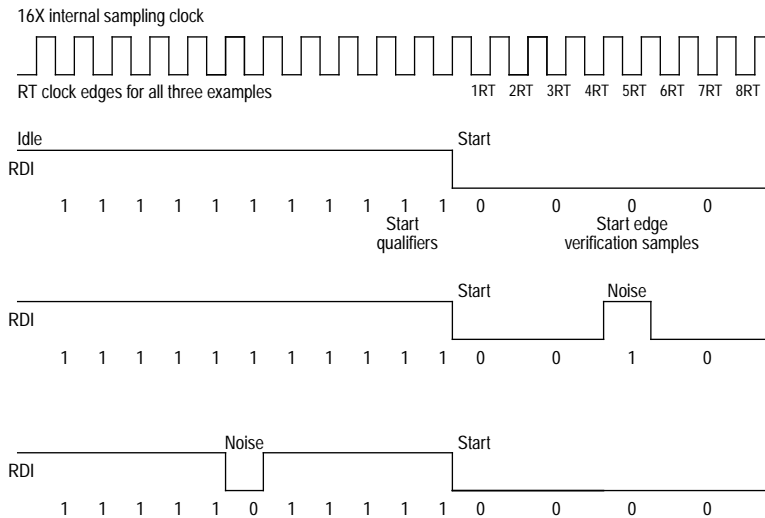 16X internal sampling clock
RT clock edges for all three examples
1RT 2RT 3RT 4RT 5RT 6RT 7RT 8RT
Idle Start
RDI
1 1 1 1 1 1 1 1 1 1 1 0 0 0 0
Start qualifiers
Start edge verification samples
Start Noise
RDI
1 1 1 1 1 1 1 1 1 1 1 0 0 1 0
Noise Start
RDI
1 1 1 1 1 0 1 1 1 1 1 0 0 0 0